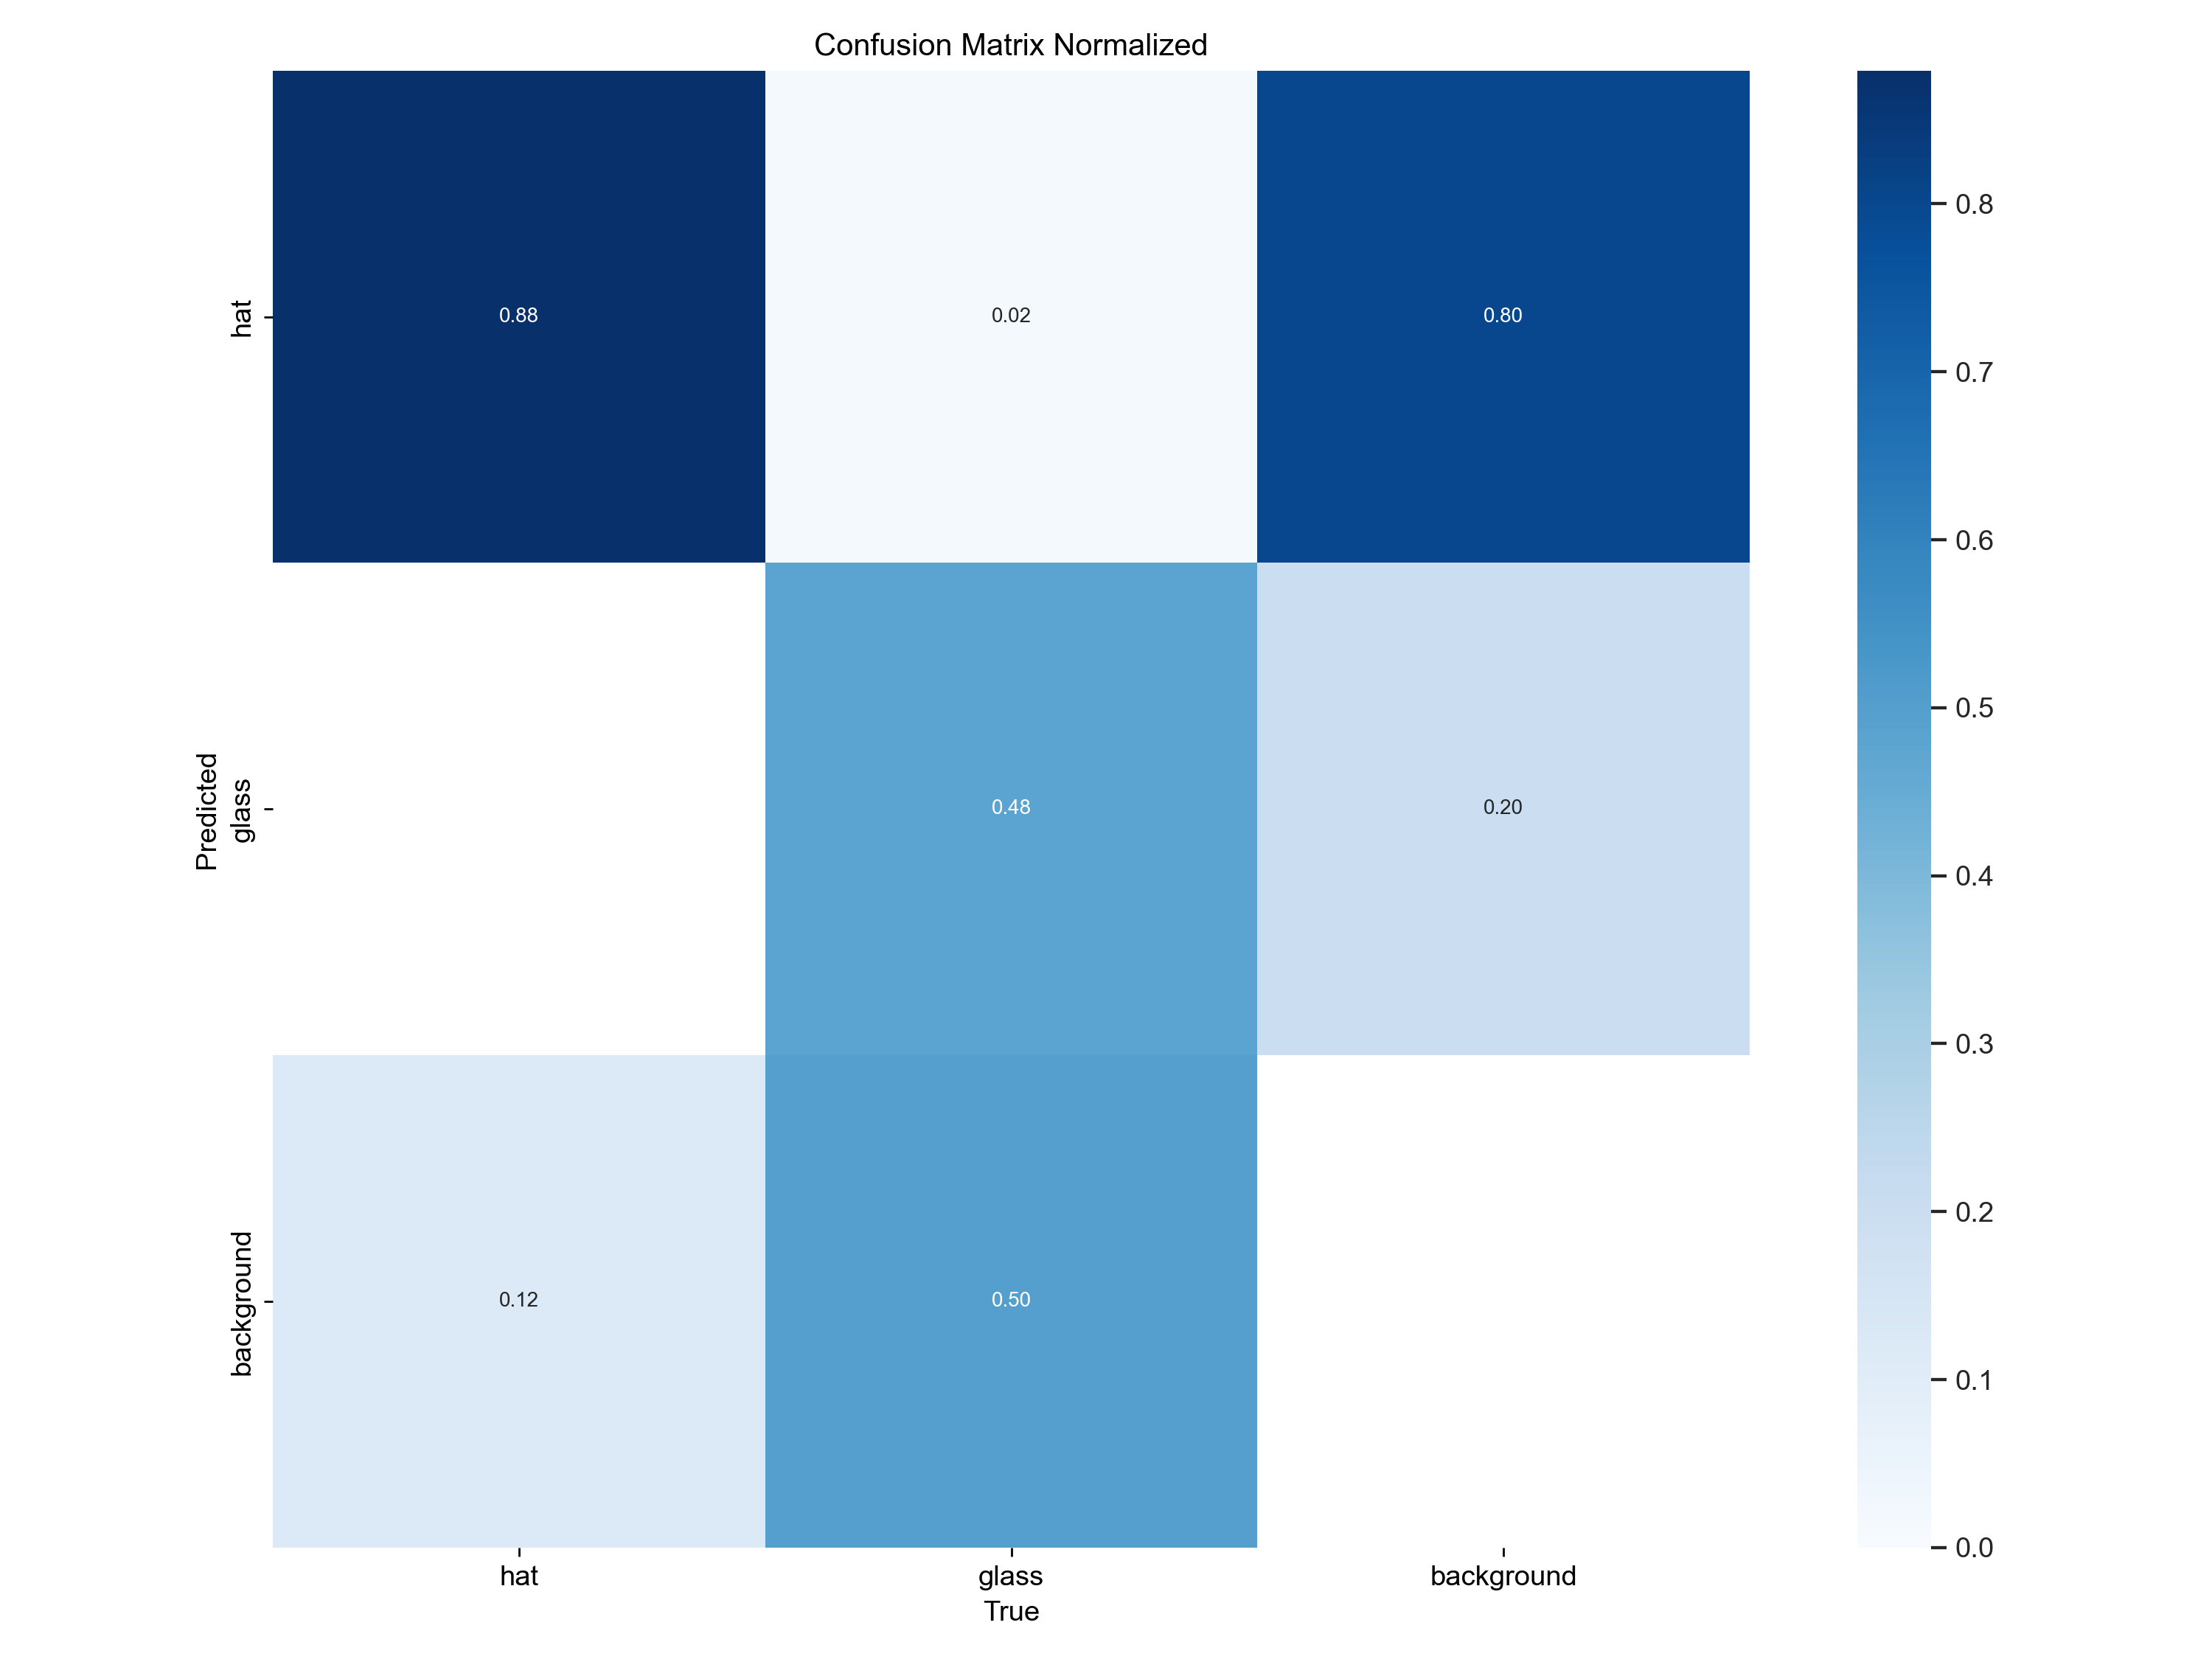 Confusion Matrix Normalized
hat
0.88
0.02
0.80
0.8
0.7
0.6
0.5
0.4
0.3
0.2
0.1
0.0
Predicted
glass
0.48
0.20
background
0.12
0.50
hat
glass
background
True